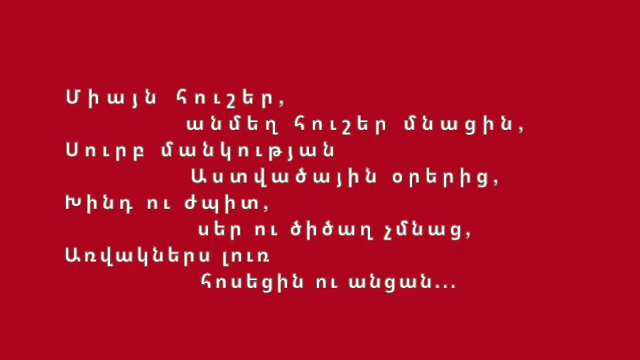 Միայն հուշեր,
անմեղ հուշեր մնացին,
Սուրբ մանկության
Աստվածային օրերից,
Խինդ ու ժպիտ,
սեր ու ծիծաղ չմնաց,
Առվակներս լուռ
հոսեցին ու անցան...